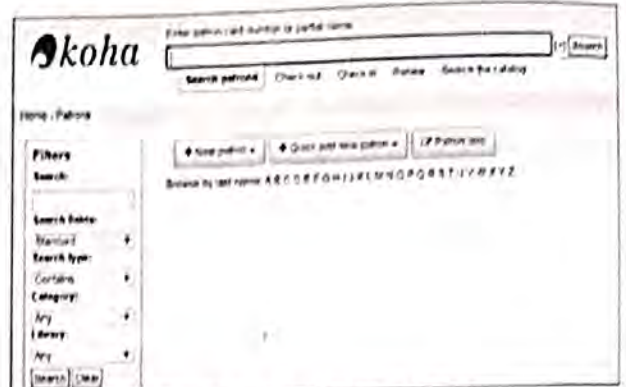 koha
Enter patron card number or partial name
[+] Search
Search patrons Check out Check in Renew Search the catalog
Home › Patrons
Filters
Search:
Search fields:
Standard
Search type:
Contains
Category:
Any
Library:
Any
Search Clear
+ New patron
+ Quick add new patron
Patron lists
Browse by last name: A B C D E F G H I J K L M N O P Q R S T U V W X Y Z